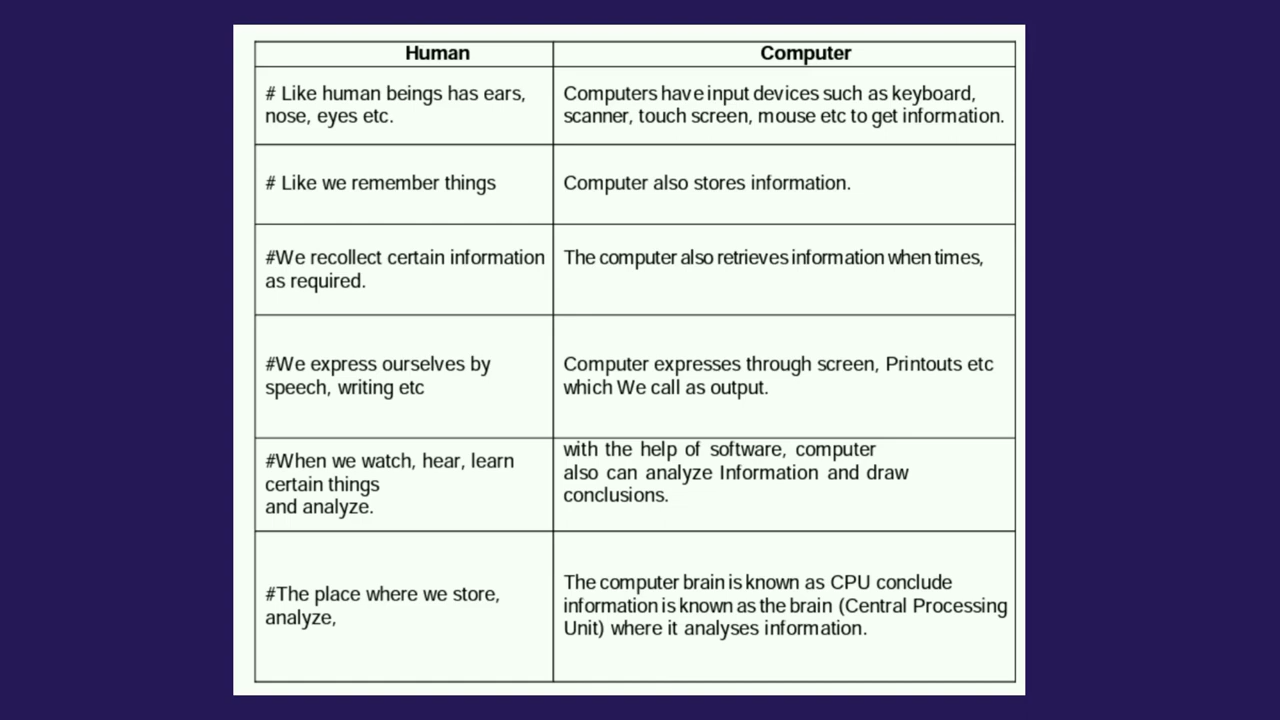 Human
Computer
# Like human beings has ears,
nose, eyes etc.
Computers have input devices such as keyboard,
scanner, touch screen, mouse etc to get information.
# Like we remember things
Computer also stores information.
#We recollect certain information
as required.
The computer also retrieves information when times,
#We express ourselves by
speech, writing etc
Computer expresses through screen, Printouts etc
which We call as output.
#When we watch, hear, learn
certain things
and analyze.
with the help of software, computer
also can analyze Information and draw
conclusions.
#The place where we store,
analyze,
The computer brain is known as CPU conclude
information is known as the brain (Central Processing
Unit) where it analyses information.